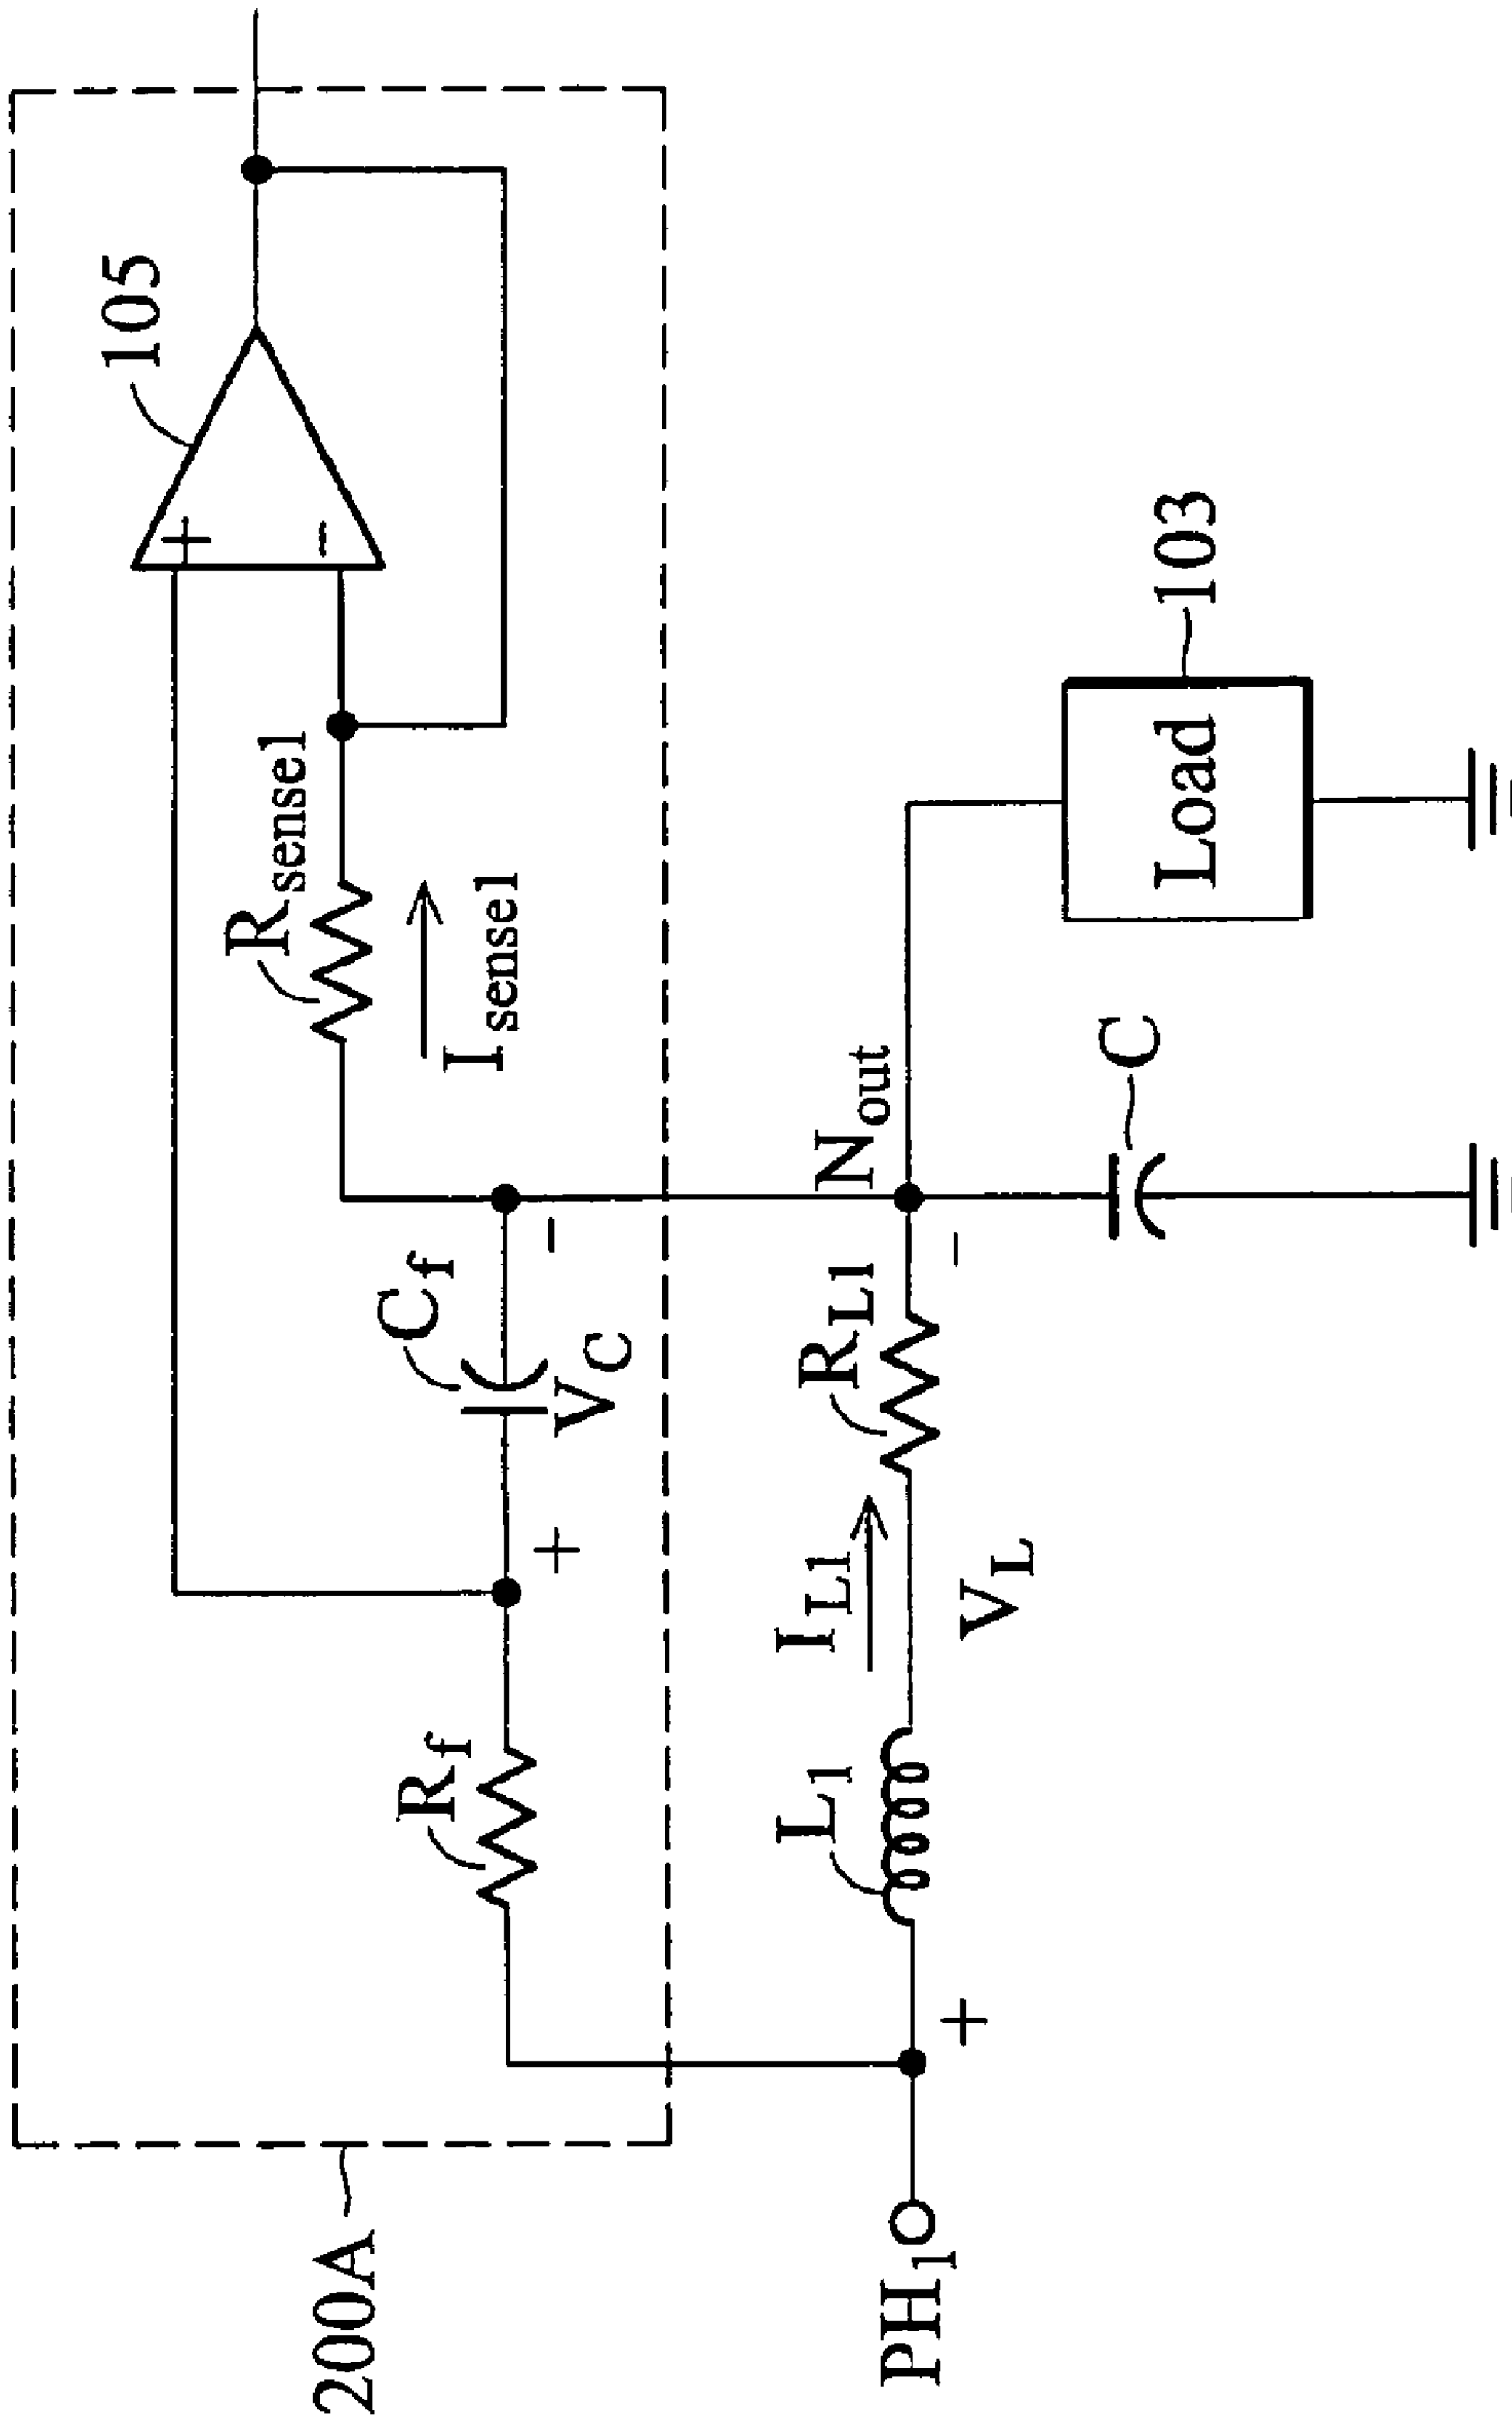 200A
105
+
-
R_sense1
I_sense1
R_f
C_f
+
V_C
-
N_out
PH_1
L_1
I_L1
R_L1
+
V_L
-
C
Load
103